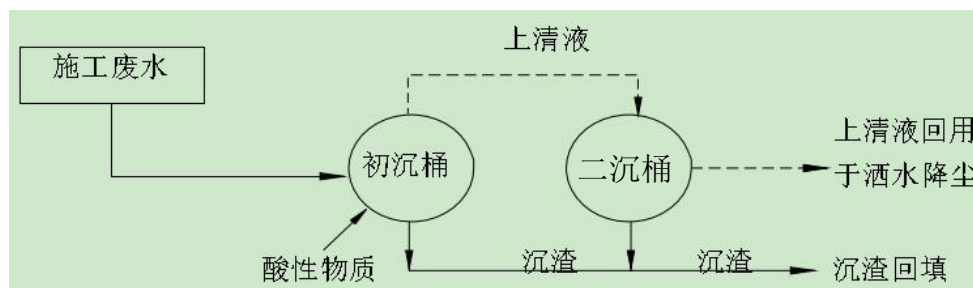 上清液
施工废水
初沉桶
二沉桶
上清液回用
于洒水降尘
酸性物质
沉渣
沉渣
沉渣回填